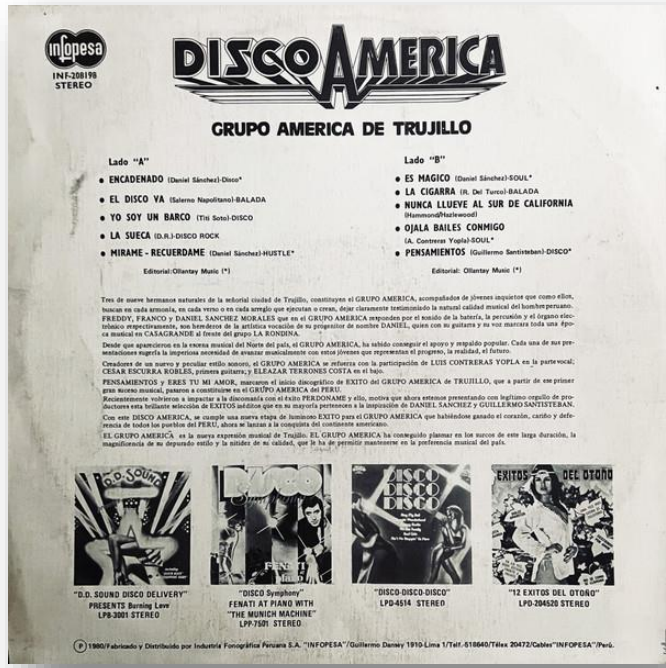 infopesa
INF-208198
STEREO
DISCO AMERICA
GRUPO AMERICA DE TRUJILLO
Lado "A"
• ENCADENADO (Daniel Sánchez)-Disco*
• EL DISCO VA (Salerno Napolitano)-BALADA
• YO SOY UN BARCO (Titi Soto)-DISCO
• LA SUECA (D.R.)-DISCO ROCK
• MIRAME - RECUERDAME (Daniel Sánchez)-HUSTLE*
Editorial: Ollantay Music (*)
Lado "B"
• ES MAGICO (Daniel Sánchez)-SOUL*
• LA CIGARRA (R. Del Turco)-BALADA
• NUNCA LLUEVE AL SUR DE CALIFORNIA
(Hammond/Hazlewood)
• OJALA BAILES CONMIGO
(A. Contreras Yopla)-SOUL*
• PENSAMIENTOS (Guillermo Santisteban)-DISCO*
Editorial: Ollantay Music (*)
Tres de nueve hermanos naturales de la señorial ciudad de Trujillo, constituyen el GRUPO AMERICA, acompañados de jóvenes inquietos que como ellos,
buscan en cada armonía, en cada verso o en cada arreglo que ejecutan o crean, dejar claramente testimoniado la natural calidad musical del hombre peruano.
FREDDY, FRANCO y DANIEL SANCHEZ MORALES que en el GRUPO AMERICA responden por el sonido de la batería, la percusión y el órgano elec-
trónico respectivamente, son herederos de la artística vocación de su progenitor de nombre DANIEL, quien con su guitarra y su voz marcara toda una épo-
ca musical en CASAGRANDE al frente del grupo LA RONDINA.
Desde que aparecieron en la escena musical del Norte del país, el GRUPO AMERICA, ha sabido conseguir el apoyo y respaldo popular. Cada una de sus pre-
sentaciones sugería la imperiosa necesidad de avanzar musicalmente con estos jóvenes que representan el progreso, la realidad, el futuro.
Creadores de un nuevo y peculiar estilo sonoro, el GRUPO AMERICA se refuerza con la participación de LUIS CONTRERAS YOPLA en la parte vocal;
CESAR ESCURRA ROBLES, primera guitarra; y ELEAZAR TERRONES COSTA en el bajo.
PENSAMIENTOS y ERES TU MI AMOR, marcaron el inicio discográfico de EXITO del GRUPO AMERICA de TRUJILLO, que a partir de ese primer
gran suceso musical, pasaron a constituirse en el GRUPO AMERICA del PERU.
Recientemente volvieron a impactar a la discomanía con el éxito PERDONAME y ello, motiva que ahora estemos presentando con legítimo orgullo de pro-
ductores esta brillante selección de EXITOS inéditos que en su mayoría pertenecen a la inspiración de DANIEL SANCHEZ y GUILLERMO SANTISTEBAN.
Con este DISCO AMERICA, se cumple una nueva etapa de luminoso EXITO para el GRUPO AMERICA que habiéndose ganado el corazón, cariño y defe-
rencia de todos los pueblos del PERU, ahora se lanzan a la conquista del continente americano.
EL GRUPO AMERICA es la nueva expresión musical de Trujillo. EL GRUPO AMERICA ha conseguido plasmar en los surcos de este larga duración, la
magnificencia de su depurado estilo y la nitidez de su calidad, que le ha de permitir mantenerse en la preferencia musical del país.
D.D. SOUND
DISCO
FENATI
piano
DISCO
DISCO
DISCO
EXITOS DEL OTOÑO
"D.D. SOUND DISCO DELIVERY"
PRESENTS Burning Love
LPB-3001 STEREO
"DISCO Symphony"
FENATI AT PIANO WITH
"THE MUNICH MACHINE"
LPP-7501 STEREO
"DISCO-DISCO-DISCO"
LPD-4514 STEREO
"12 EXITOS DEL OTOÑO"
LPD-204520 STEREO
Ⓟ 1980/Fabricado y Distribuido por Industria Fonográfica Peruana S.A. "INFOPESA"/Guillermo Dansey 1910-Lima 1/Telf.-518640/Télex 20472/Cables"INFOPESA"/Perú.